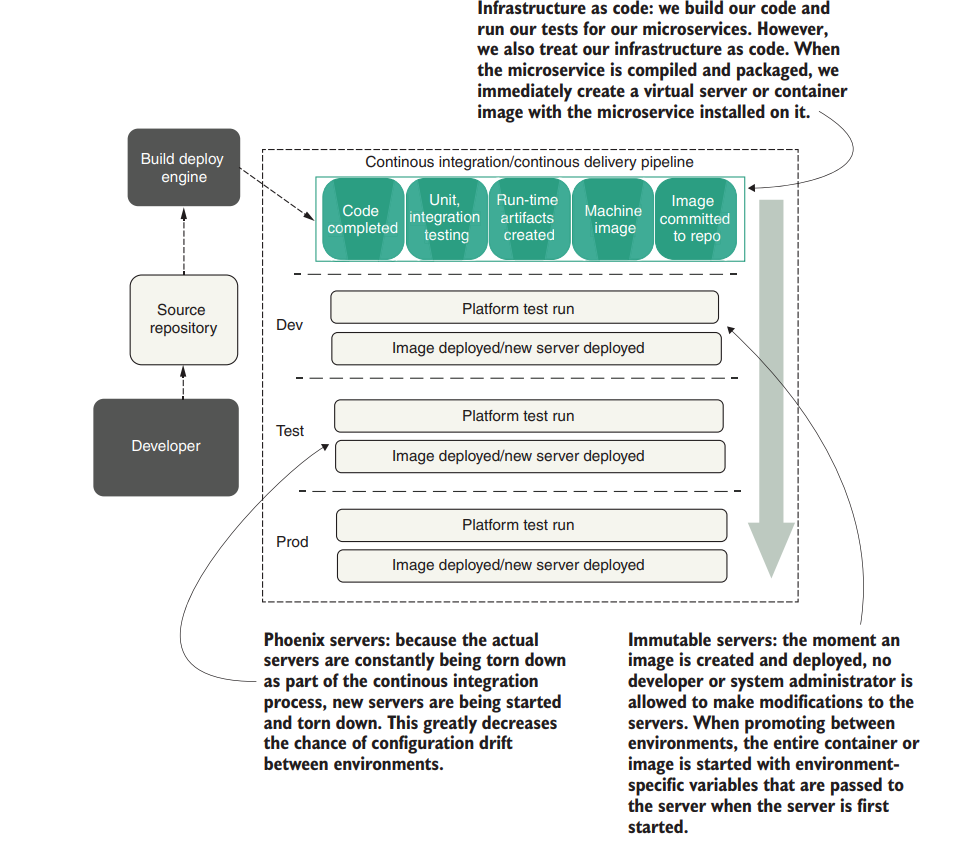 Infrastructure as code: we build our code and
run our tests for our microservices. However,
we also treat our infrastructure as code. When
the microservice is compiled and packaged, we
immediately create a virtual server or container
image with the microservice installed on it.
Build deploy
engine
Continous integration/continous delivery pipeline
Code
completed
Unit,
integration
testing
Run-time
artifacts
created
Machine
image
Image
committed
to repo
Source
repository
Dev
Platform test run
Image deployed/new server deployed
Developer
Test
Platform test run
Image deployed/new server deployed
Prod
Platform test run
Image deployed/new server deployed
Phoenix servers: because the actual
servers are constantly being torn down
as part of the continous integration
process, new servers are being started
and torn down. This greatly decreases
the chance of configuration drift
between environments.
Immutable servers: the moment an
image is created and deployed, no
developer or system administrator is
allowed to make modifications to the
servers. When promoting between
environments, the entire container or
image is started with environment-
specific variables that are passed to
the server when the server is first
started.